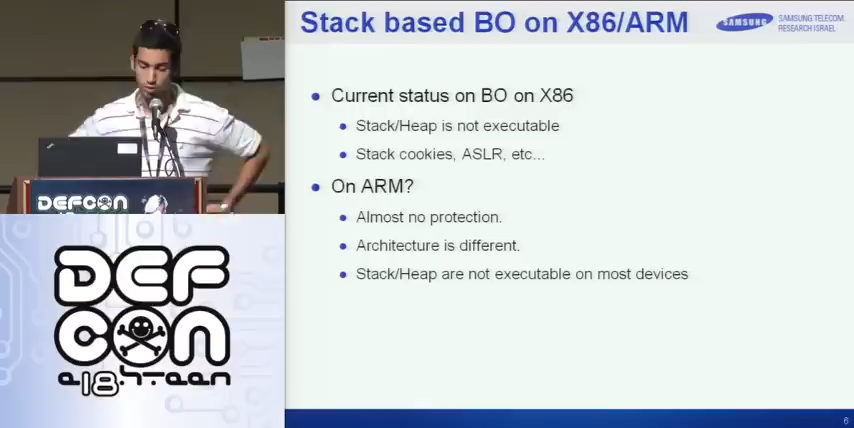 Stack based BO on X86/ARM
SAMSUNG
SAMSUNG TELECOM.
RESEARCH ISRAEL
Current status on BO on X86
Stack/Heap is not executable
Stack cookies, ASLR, etc...
On ARM?
Almost no protection.
Architecture is different.
Stack/Heap are not executable on most devices
6
DEFCON
DEF
CON